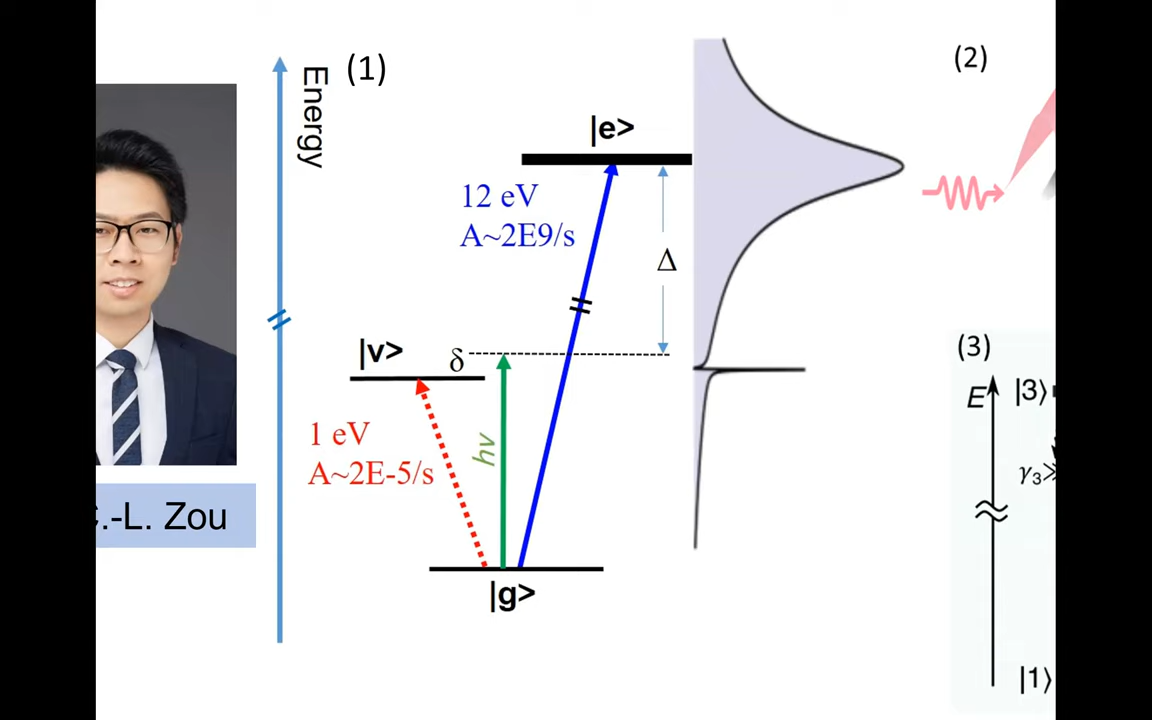 Energy
(1)
|e>
12 eV
A~2E9/s
Δ
|v>
δ
1 eV
A~2E-5/s
hν
|g>
.-L. Zou
(2)
(3)
E
|3⟩
γ₃≫
|1⟩